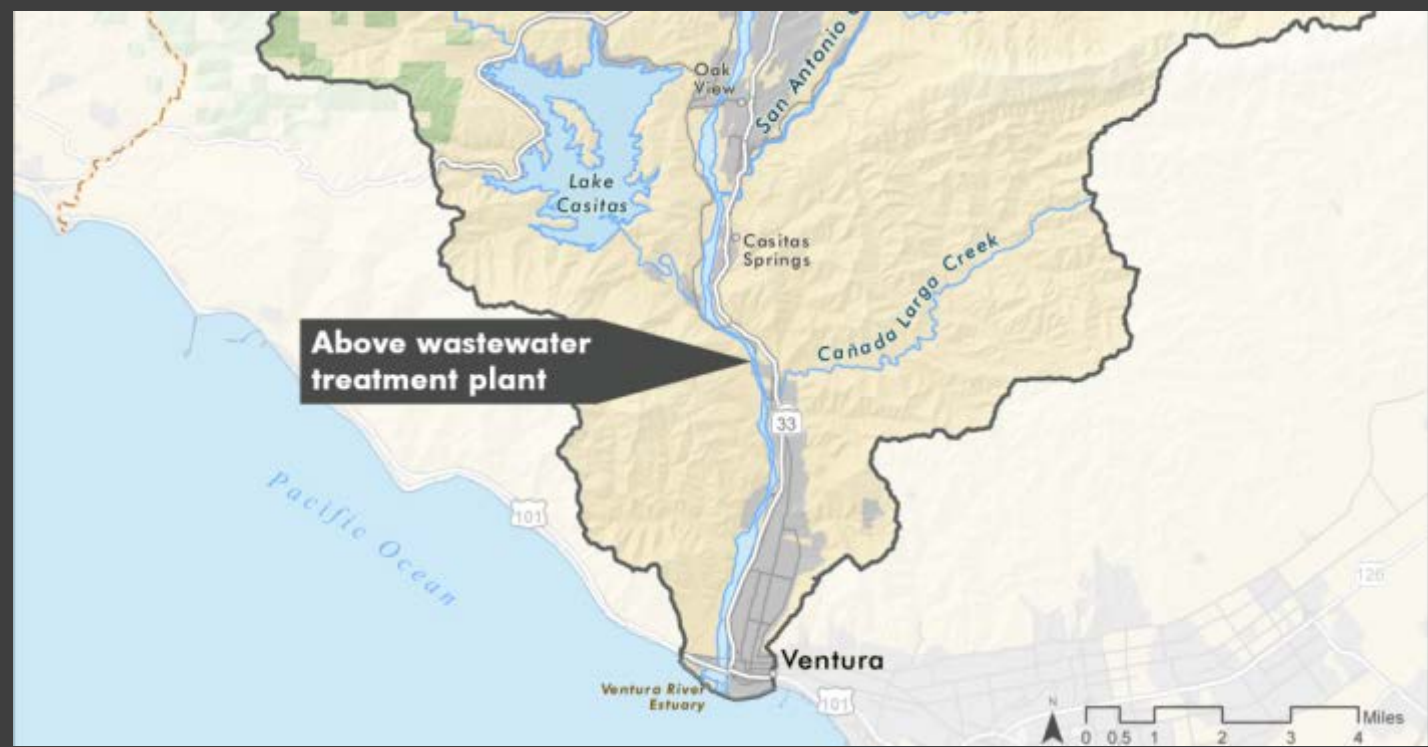 Oak
View
San Antonio
Lake
Casitas
Casitas
Springs
Cañada Larga Creek
Above wastewater
treatment plant
33
Pacific Ocean
101
126
Ventura
Ventura River
Estuary
101
N
Miles
0 0.5 1 2 3 4